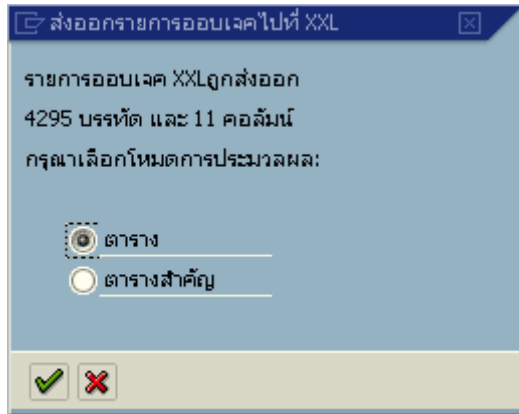 ส่งออกรายการออบเจคไปที่ XXL
รายการออบเจค XXLถูกส่งออก
4295 บรรทัด และ 11 คอลัมน์
กรุณาเลือกโหมดการประมวลผล:
ตาราง
ตารางสำคัญ